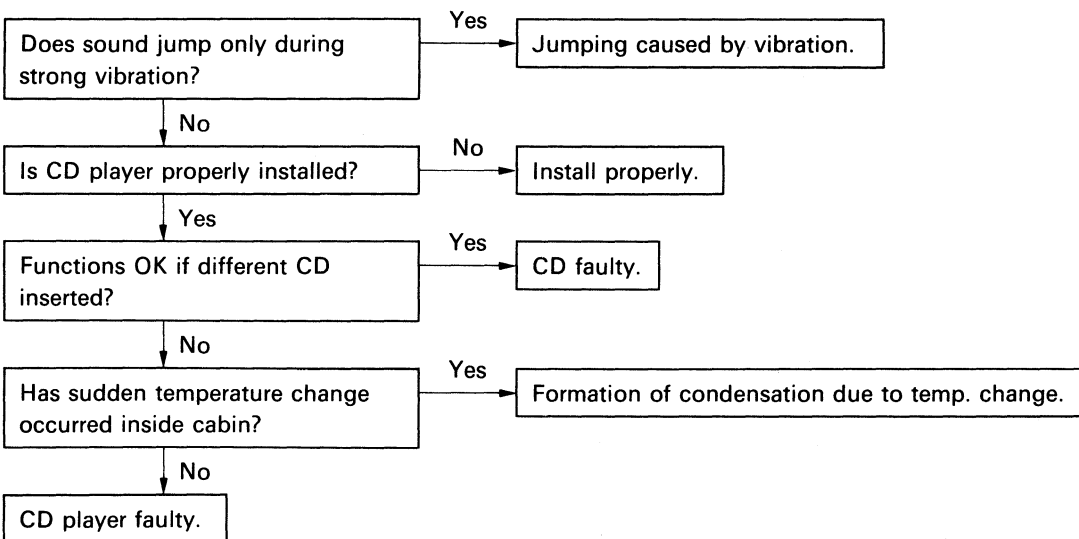 Does sound jump only during
strong vibration?
Yes
Jumping caused by vibration.
No
Is CD player properly installed?
No
Install properly.
Yes
Functions OK if different CD
inserted?
Yes
CD faulty.
No
Has sudden temperature change
occurred inside cabin?
Yes
Formation of condensation due to temp. change.
No
CD player faulty.